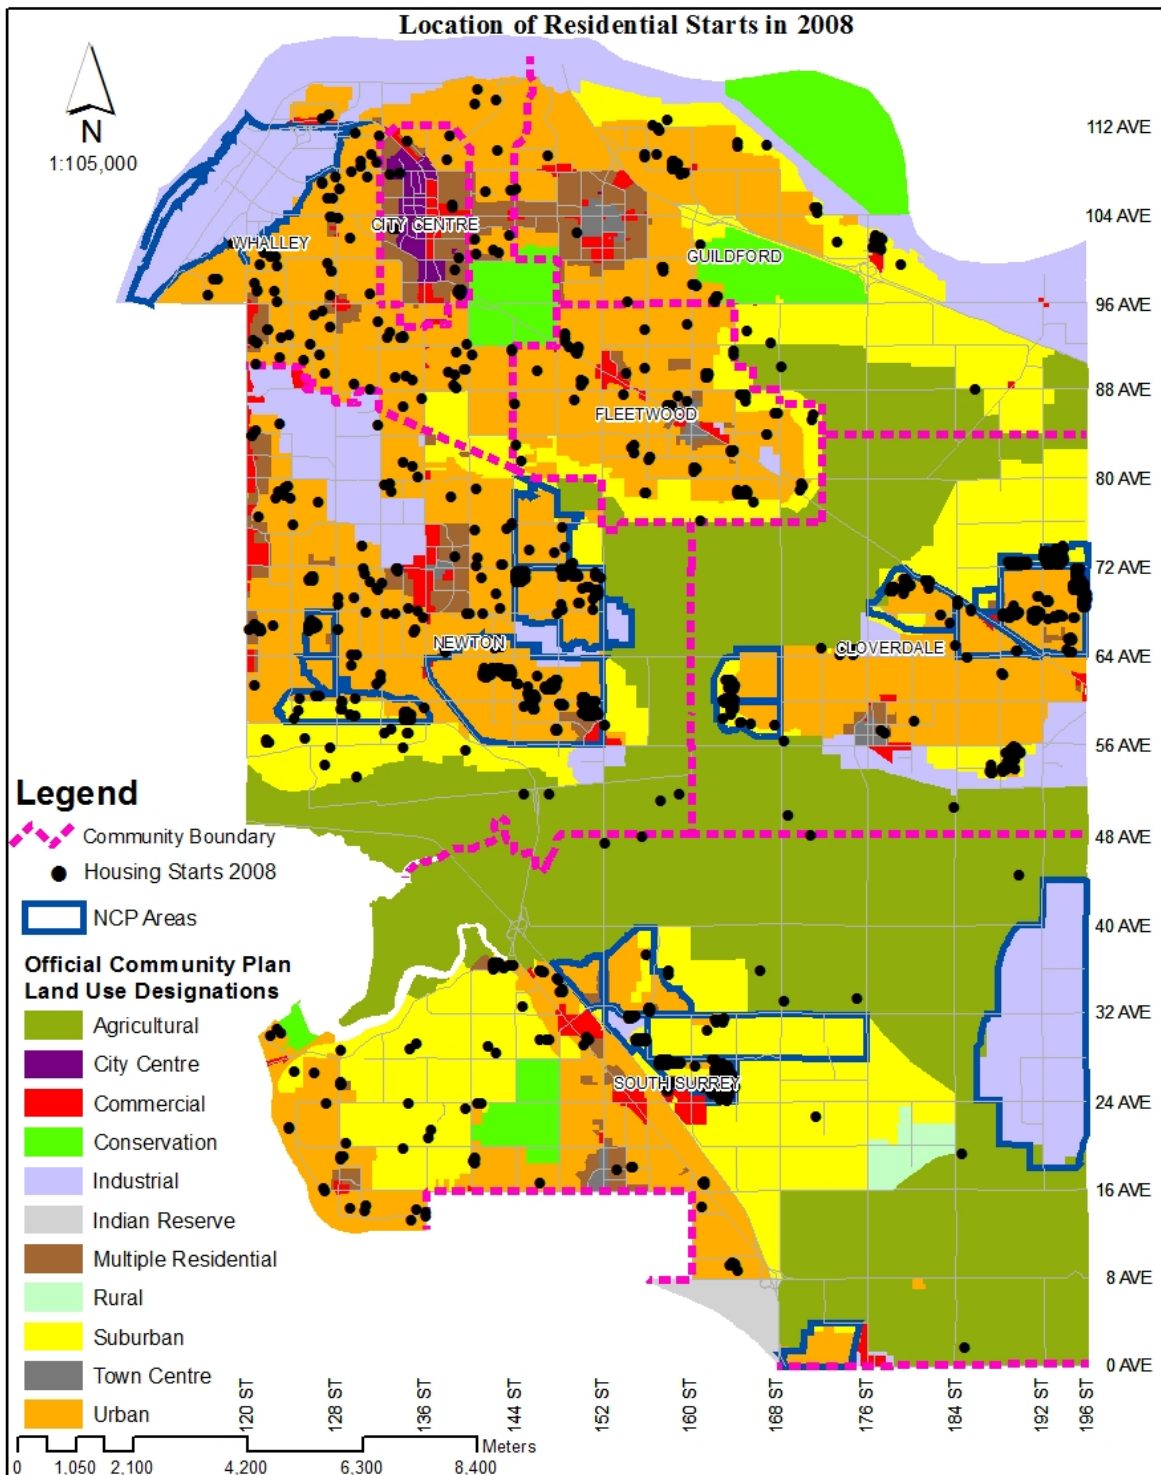 Location of Residential Starts in 2008
N
1:105,000
112 AVE
104 AVE
CITY CENTRE
WHALLEY
GUILDFORD
96 AVE
88 AVE
FLEETWOOD
80 AVE
72 AVE
NEWTON
CLOVERDALE
64 AVE
56 AVE
48 AVE
40 AVE
32 AVE
SOUTH SURREY
24 AVE
16 AVE
8 AVE
0 AVE
Legend
Community Boundary
Housing Starts 2008
NCP Areas
Official Community Plan
Land Use Designations
Agricultural
City Centre
Commercial
Conservation
Industrial
Indian Reserve
Multiple Residential
Rural
Suburban
Town Centre
Urban
120 ST
128 ST
136 ST
144 ST
152 ST
160 ST
168 ST
176 ST
184 ST
192 ST
196 ST
Meters
0 1,050 2,100 4,200 6,300 8,400